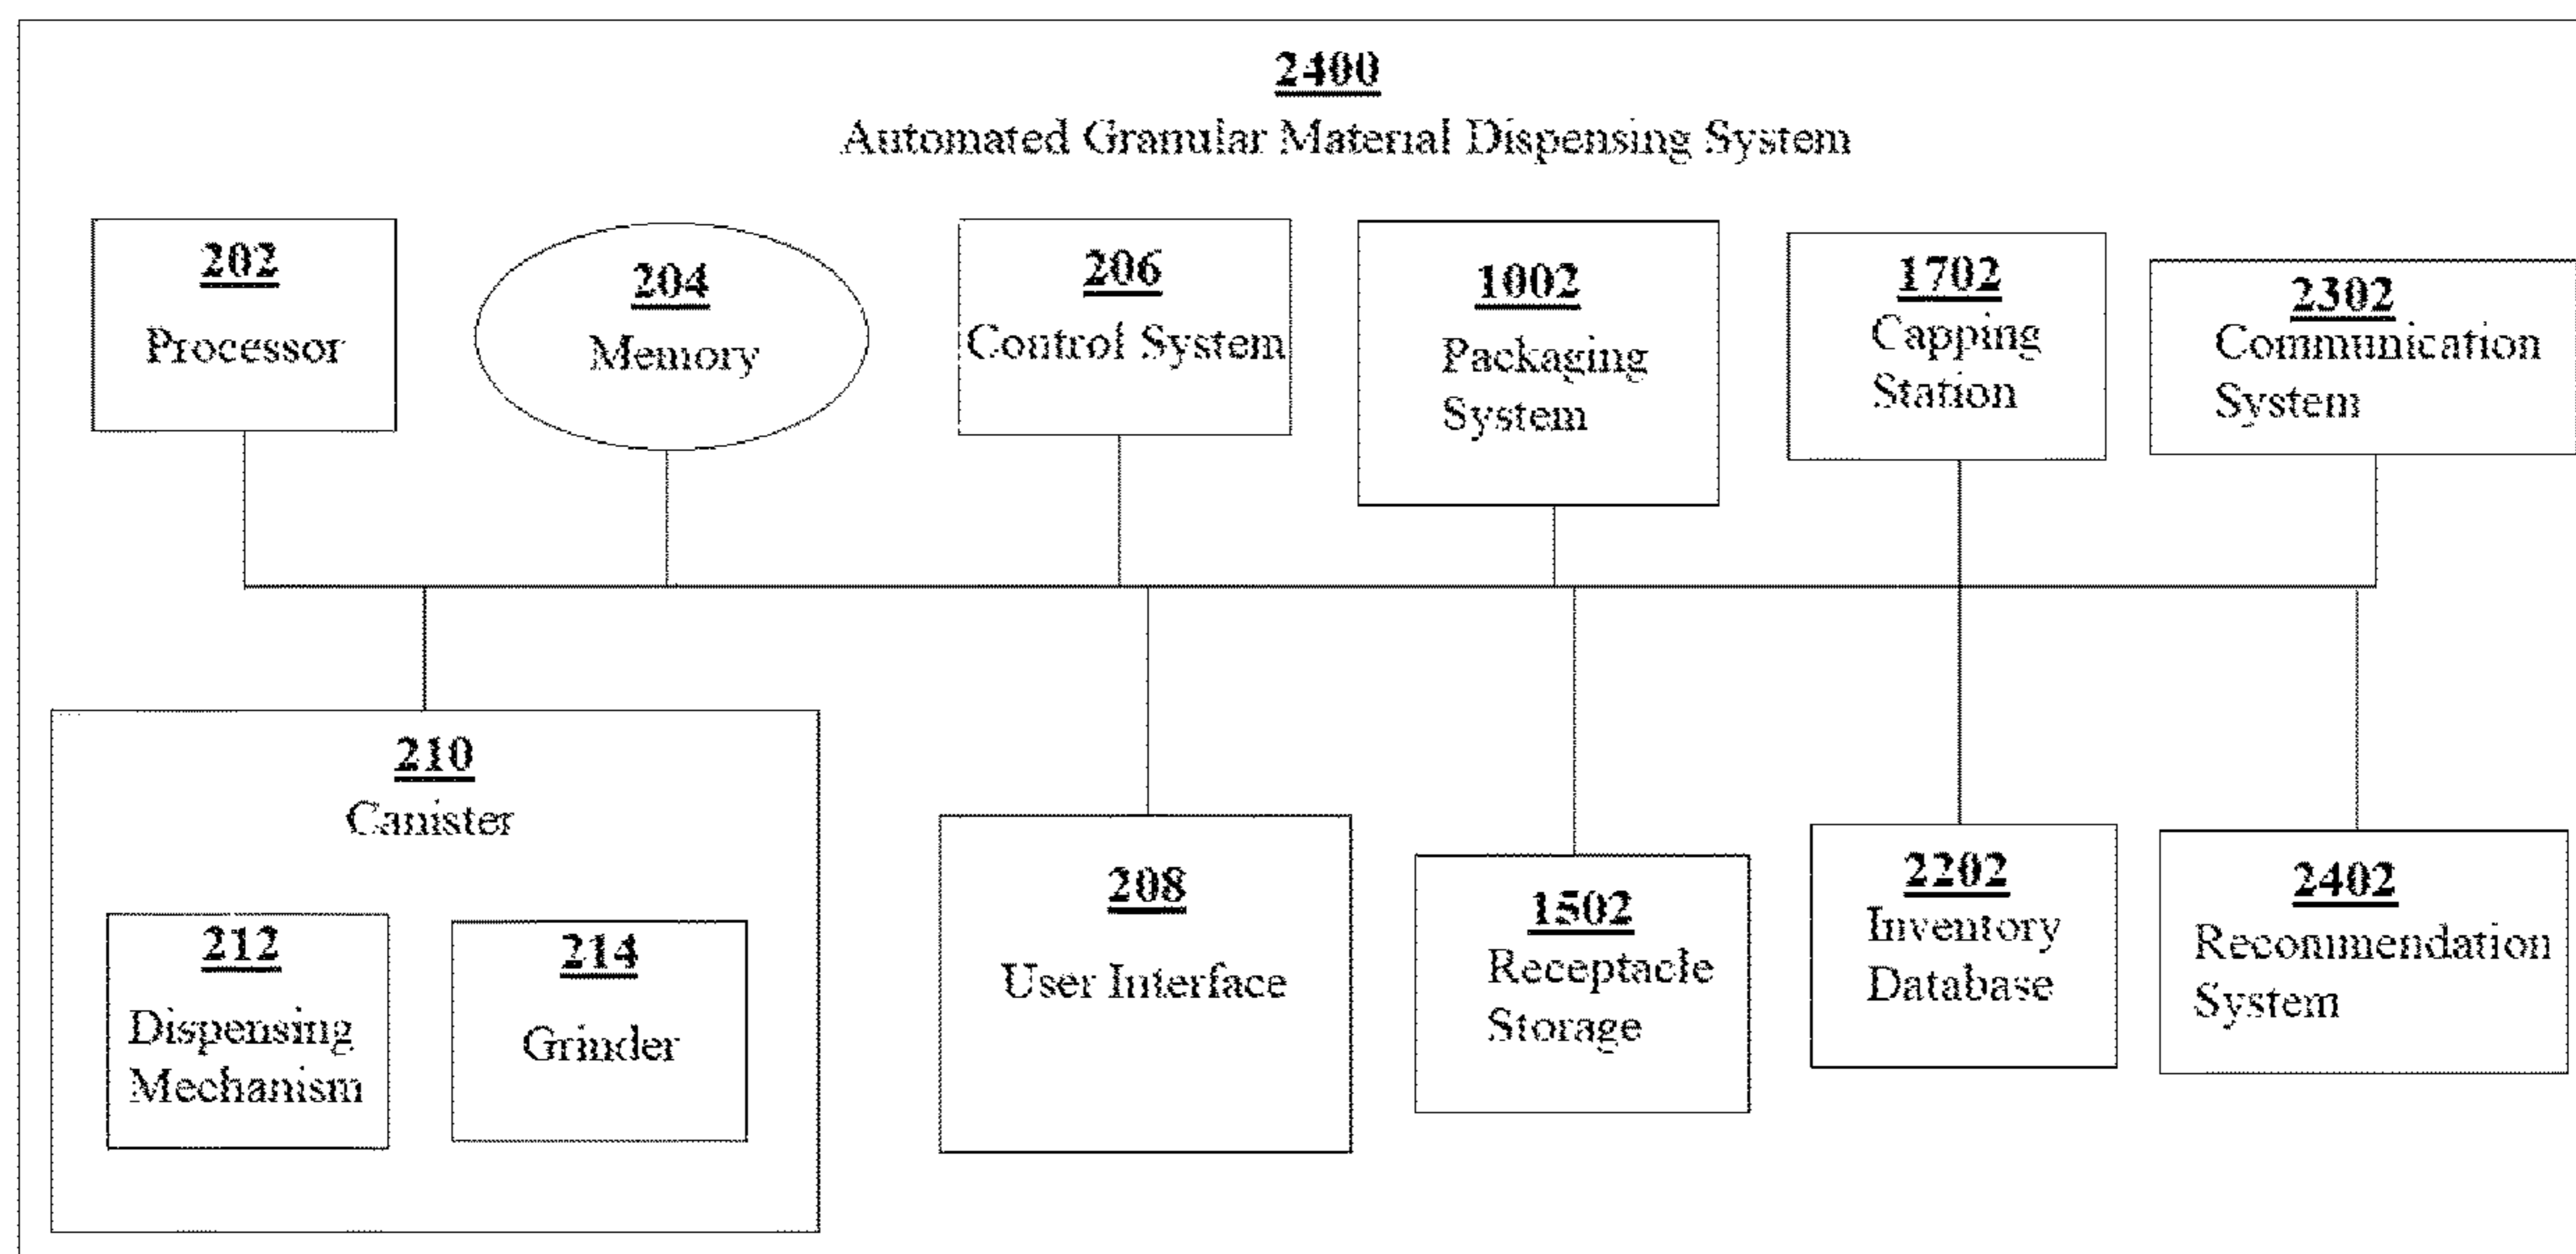 2400
Automated Granular Material Dispensing System
202
Processor
204
Memory
206
Control System
1002
Packaging
System
1702
Capping
Station
2302
Communication
System
210
Canister
212
Dispensing
Mechanism
214
Grinder
208
User Interface
1502
Receptacle
Storage
2202
Inventory
Database
2402
Recommendation
System